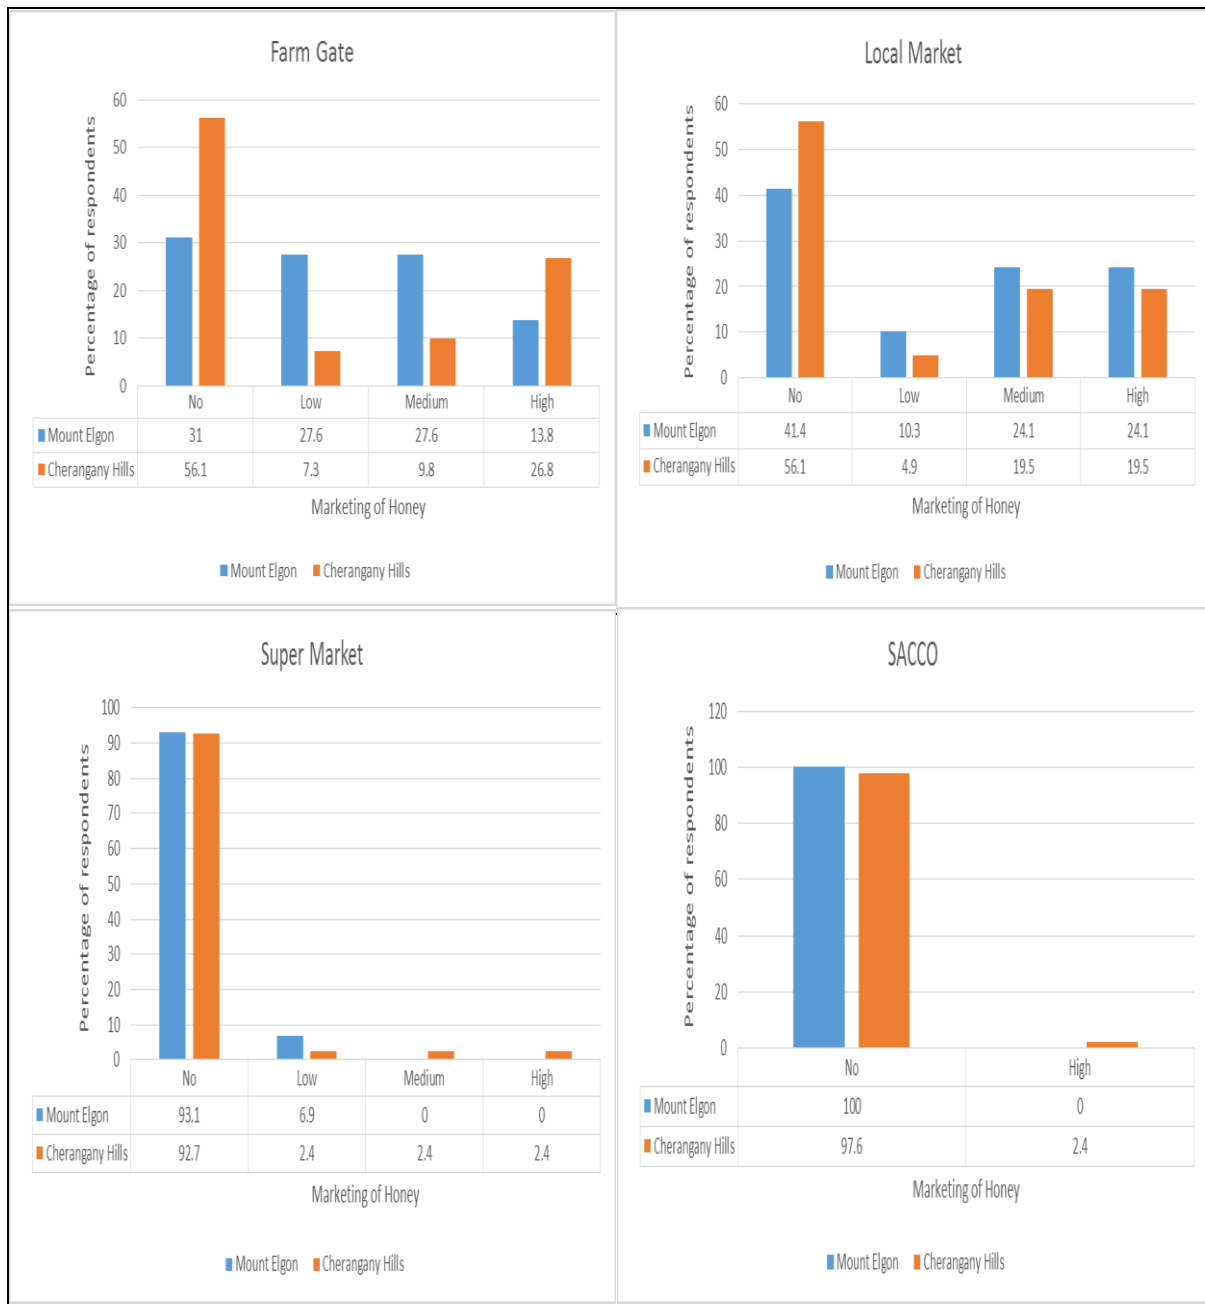 Farm Gate
Percentage of respondents
60
50
40
30
20
10
0
No Low Medium High
Mount Elgon 31 27.6 27.6 13.8
Cherangany Hills 56.1 7.3 9.8 26.8
Marketing of Honey
Mount Elgon Cherangany Hills
Local Market
Percentage of respondents
60
50
40
30
20
10
0
No Low Medium High
Mount Elgon 41.4 10.3 24.1 24.1
Cherangany Hills 56.1 4.9 19.5 19.5
Marketing of Honey
Mount Elgon Cherangany Hills
Super Market
Percentage of respondents
100
90
80
70
60
50
40
30
20
10
0
No Low Medium High
Mount Elgon 93.1 6.9 0 0
Cherangany Hills 92.7 2.4 2.4 2.4
Marketing of Honey
Mount Elgon Cherangany Hills
SACCO
Percentage of respondents
120
100
80
60
40
20
0
No High
Mount Elgon 100 0
Cherangany Hills 97.6 2.4
Marketing of Honey
Mount Elgon Cherangany Hills